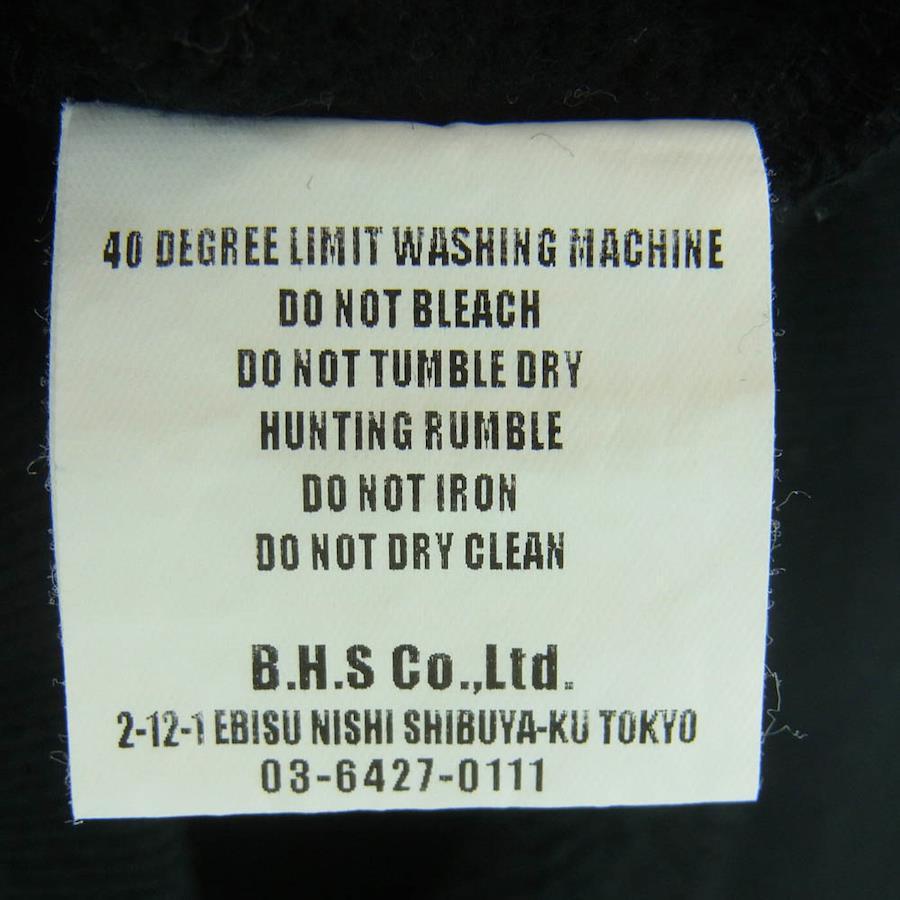 40 DEGREE LIMIT WASHING MACHINE
DO NOT BLEACH
DO NOT TUMBLE DRY
HUNTING RUMBLE
DO NOT IRON
DO NOT DRY CLEAN
B.H.S Co.,Ltd.
2-12-1 EBISU NISHI SHIBUYA-KU TOKYO
03-6427-0111